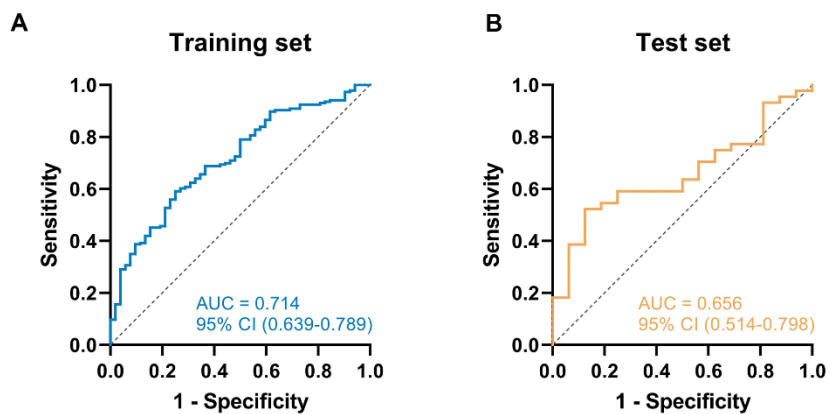 A
Training set
Sensitivity
1.0
0.8
0.6
0.4
0.2
0.0
AUC = 0.714
95% CI (0.639-0.789)
0.0 0.2 0.4 0.6 0.8 1.0
1 - Specificity
B
Test set
Sensitivity
1.0
0.8
0.6
0.4
0.2
0.0
AUC = 0.656
95% CI (0.514-0.798)
0.0 0.2 0.4 0.6 0.8 1.0
1 - Specificity